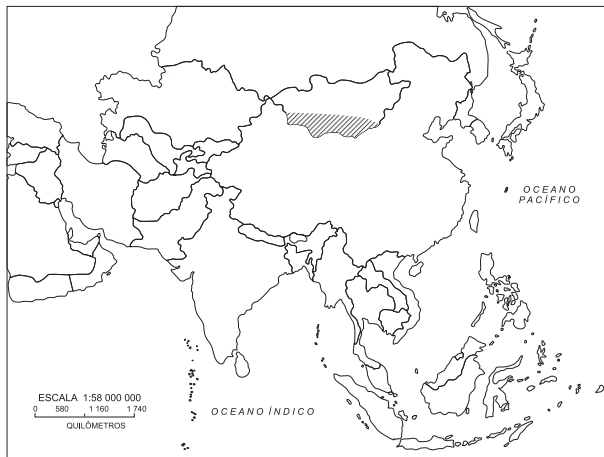 OCEANO
PACÍFICO
ESCALA 1:58 000 000
0 580 1 160 1 740
QUILÔMETROS
OCEANO ÍNDICO